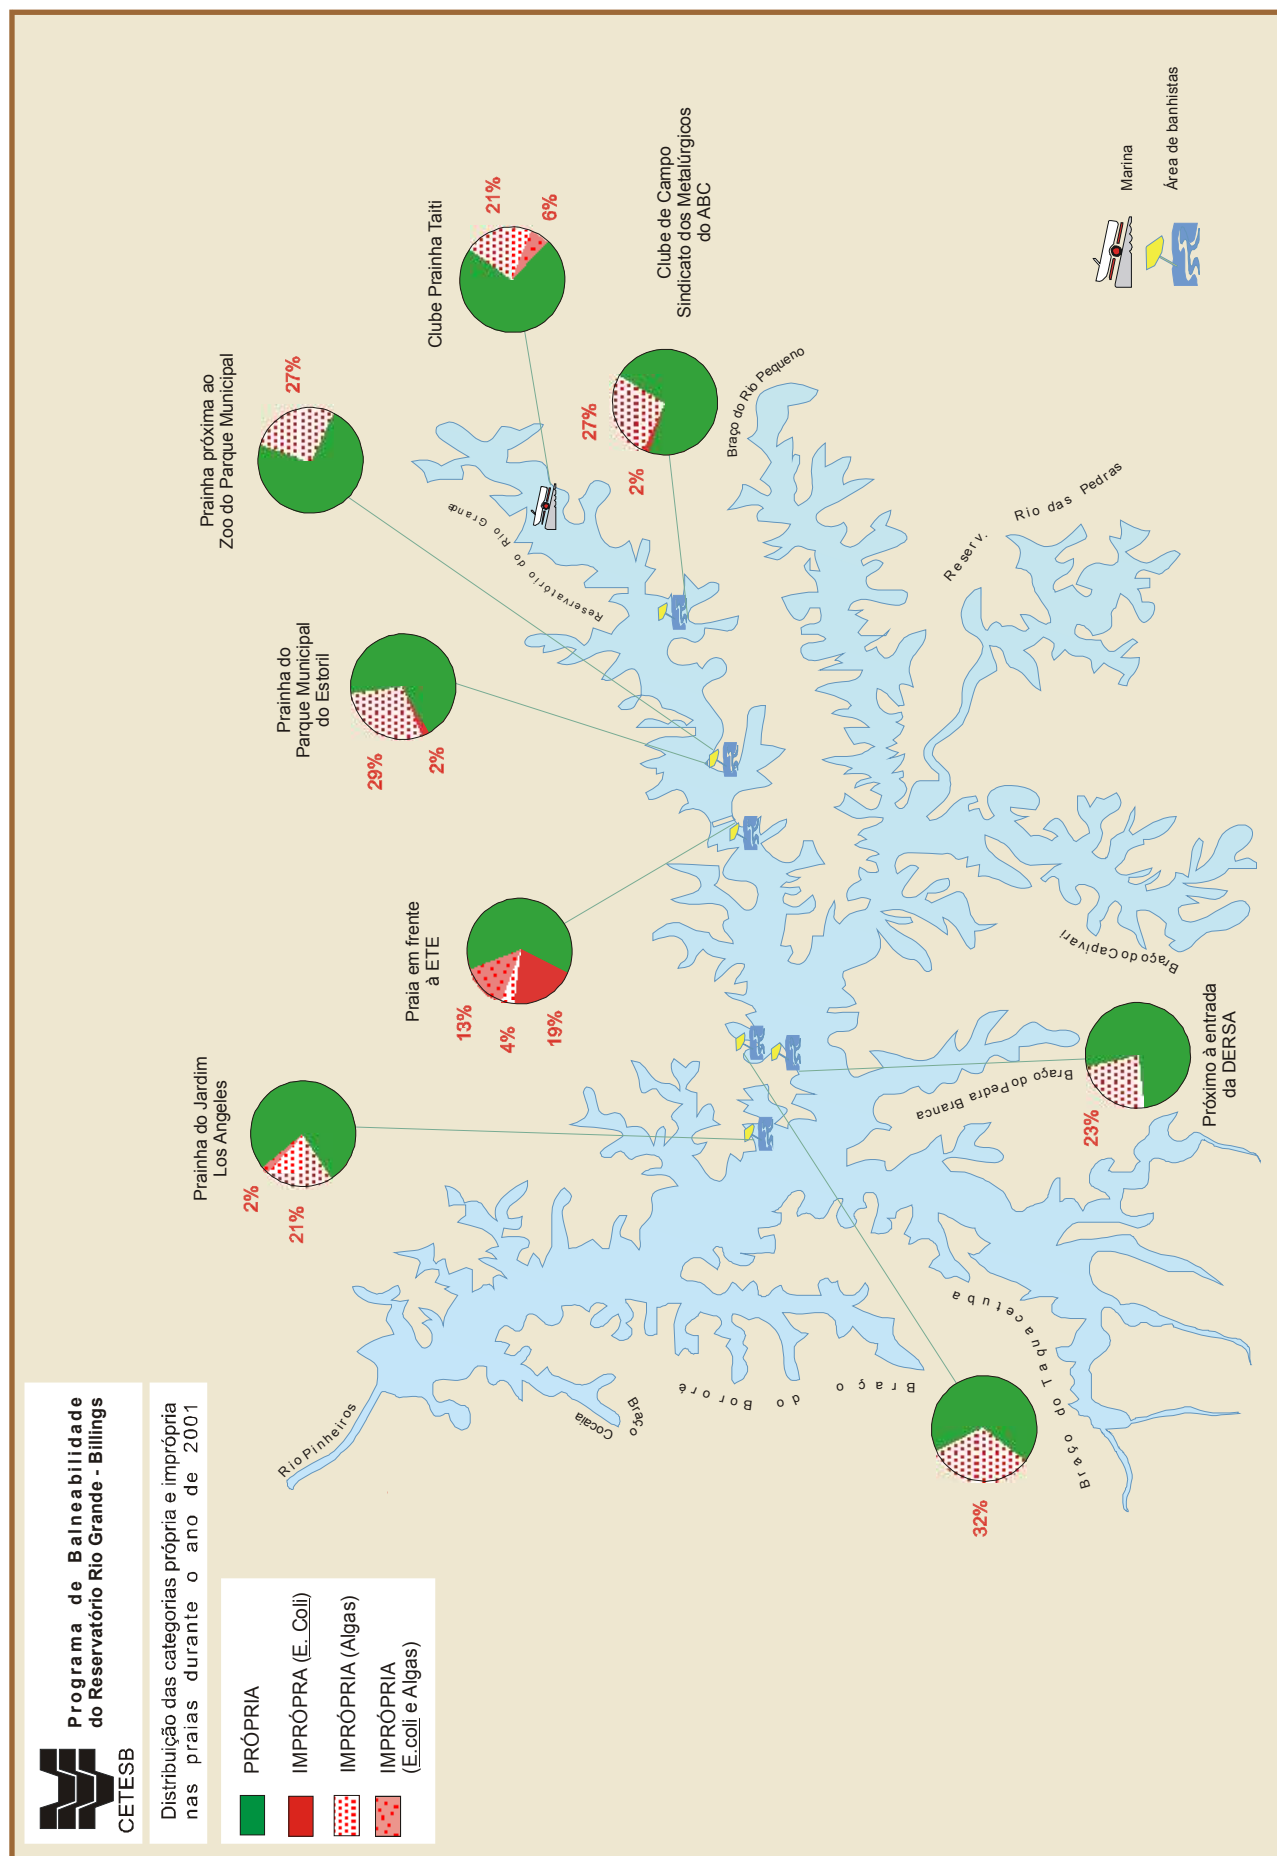 CETESB
Programa de Balneabilidade
do Reservatório Rio Grande - Billings
Distribuição das categorias própria e imprópria
nas praias durante o ano de 2001
PRÓPRIA
IMPRÓPRA (E. Coli)
IMPRÓPRIA (Algas)
IMPRÓPRIA
(E.coli e Algas)
Prainha do Jardim
Los Angeles
2%
21%
Praia em frente
à ETE
13%
4%
19%
Prainha do
Parque Municipal
do Estoril
29%
2%
Prainha próxima ao
Zoo do Parque Municipal
27%
Clube Prainha Taiti
21%
6%
Clube de Campo
Sindicato dos Metalúrgicos
do ABC
27%
2%
Marina
Área de banhistas
Rio Pinheiros
Cocaia
Braço
Braço do Bororé
Braço do Taquacetuba
Braço do Pedra Branca
Braço do Capivari
Reservatório do Rio Grande
Braço do Rio Pequeno
Reserv. Rio das Pedras
32%
23%
Próximo à entrada
da DERSA